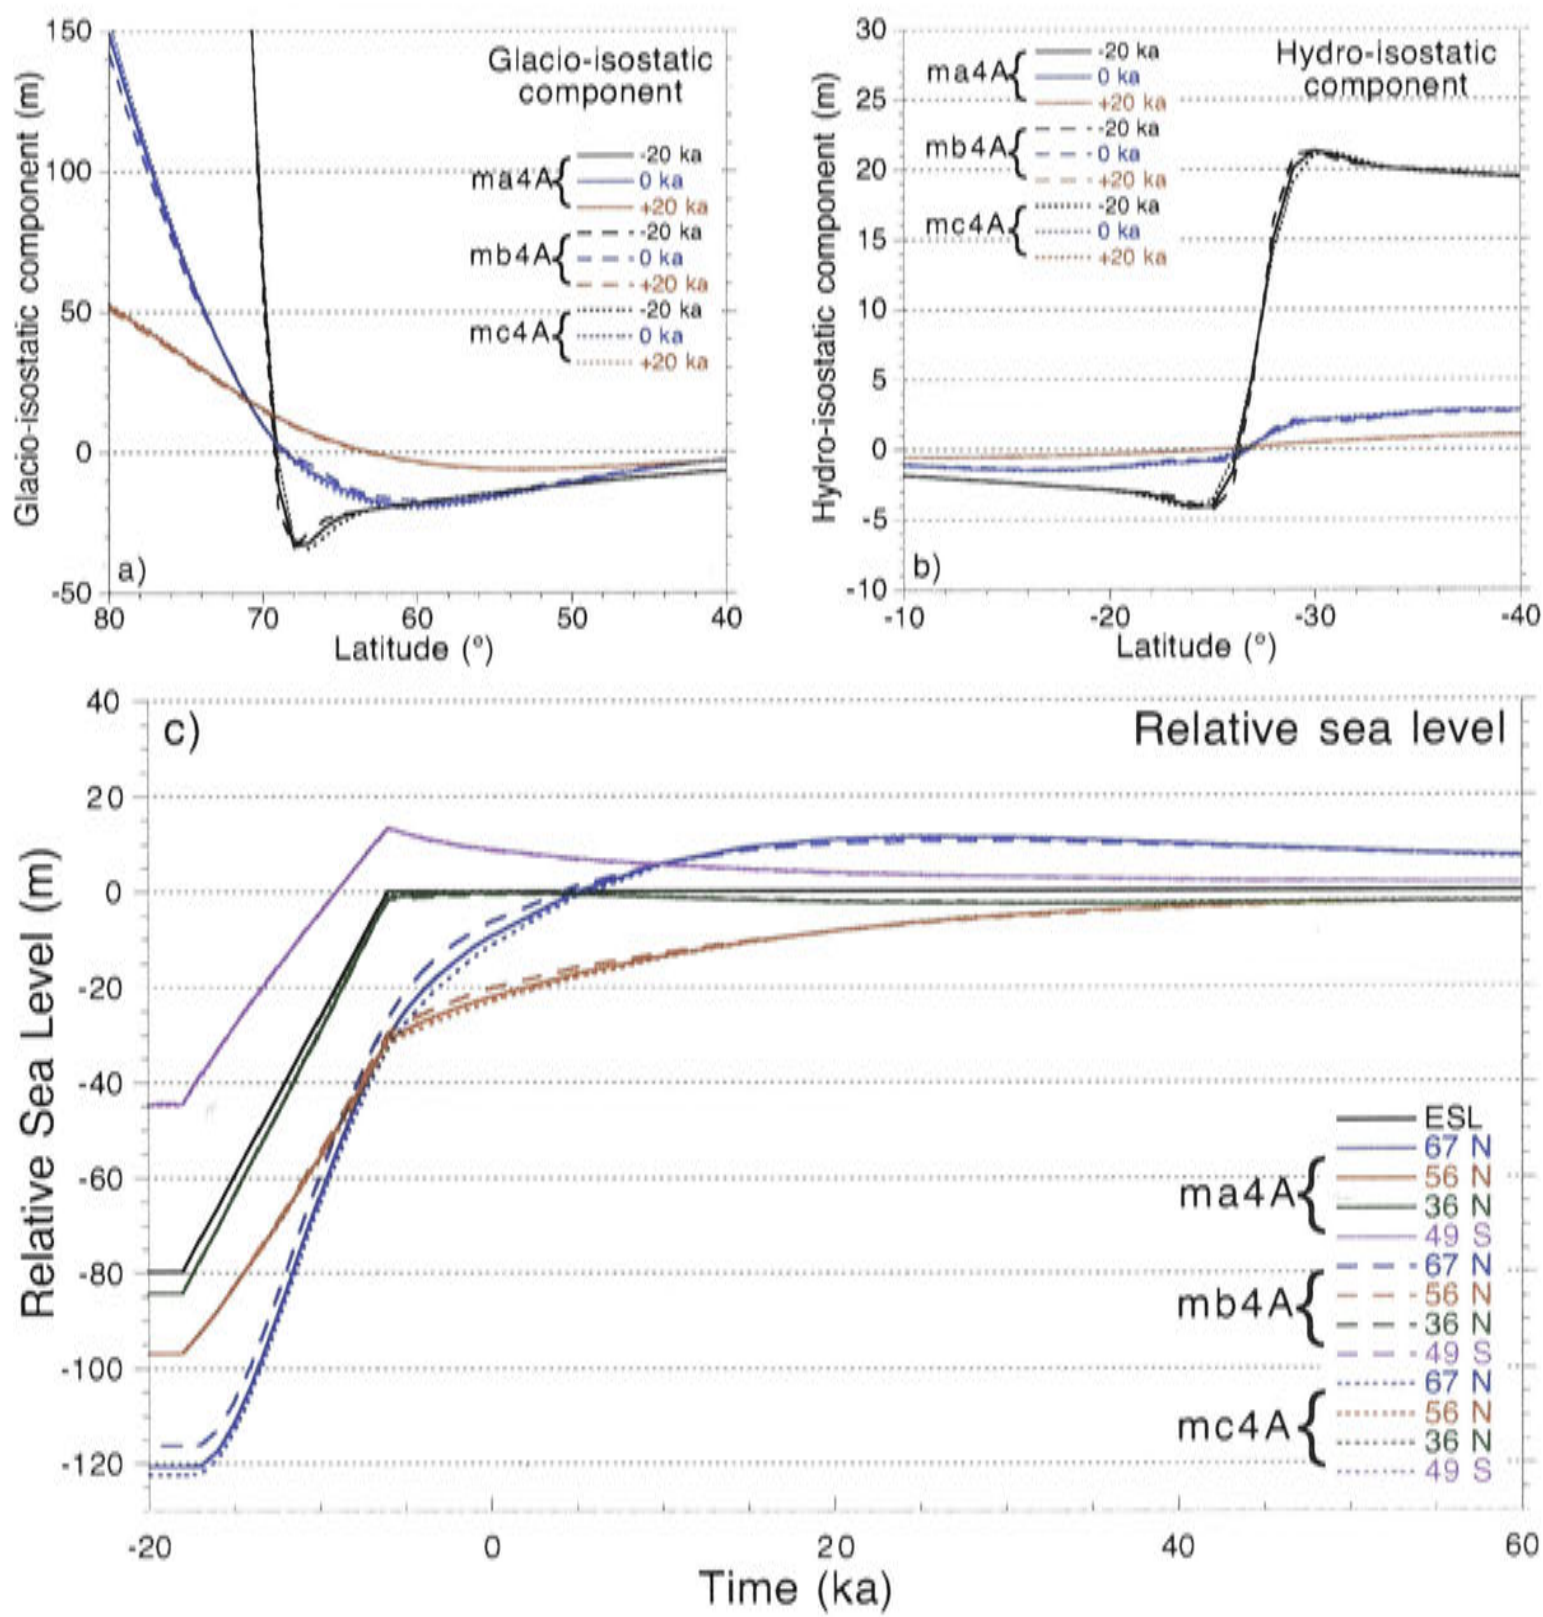 Glacio-isostatic
component
ma4A{
-20 ka
0 ka
+20 ka
mb4A{
-20 ka
0 ka
+20 ka
mc4A{
-20 ka
0 ka
+20 ka
Glacio-isostatic component (m)
150
100
50
0
-50
a)
80 70 60 50 40
Latitude (°)
Hydro-isostatic
component
ma4A{
-20 ka
0 ka
+20 ka
mb4A{
-20 ka
0 ka
+20 ka
mc4A{
-20 ka
0 ka
+20 ka
Hydro-isostatic component (m)
30
25
20
15
10
5
0
-5
-10
b)
-10 -20 -30 -40
Latitude (°)
c)
Relative sea level
Relative Sea Level (m)
40
20
0
-20
-40
-60
-80
-100
-120
ESL
ma4A{
67 N
56 N
36 N
49 S
mb4A{
67 N
56 N
36 N
49 S
mc4A{
67 N
56 N
36 N
49 S
-20 0 20 40 60
Time (ka)